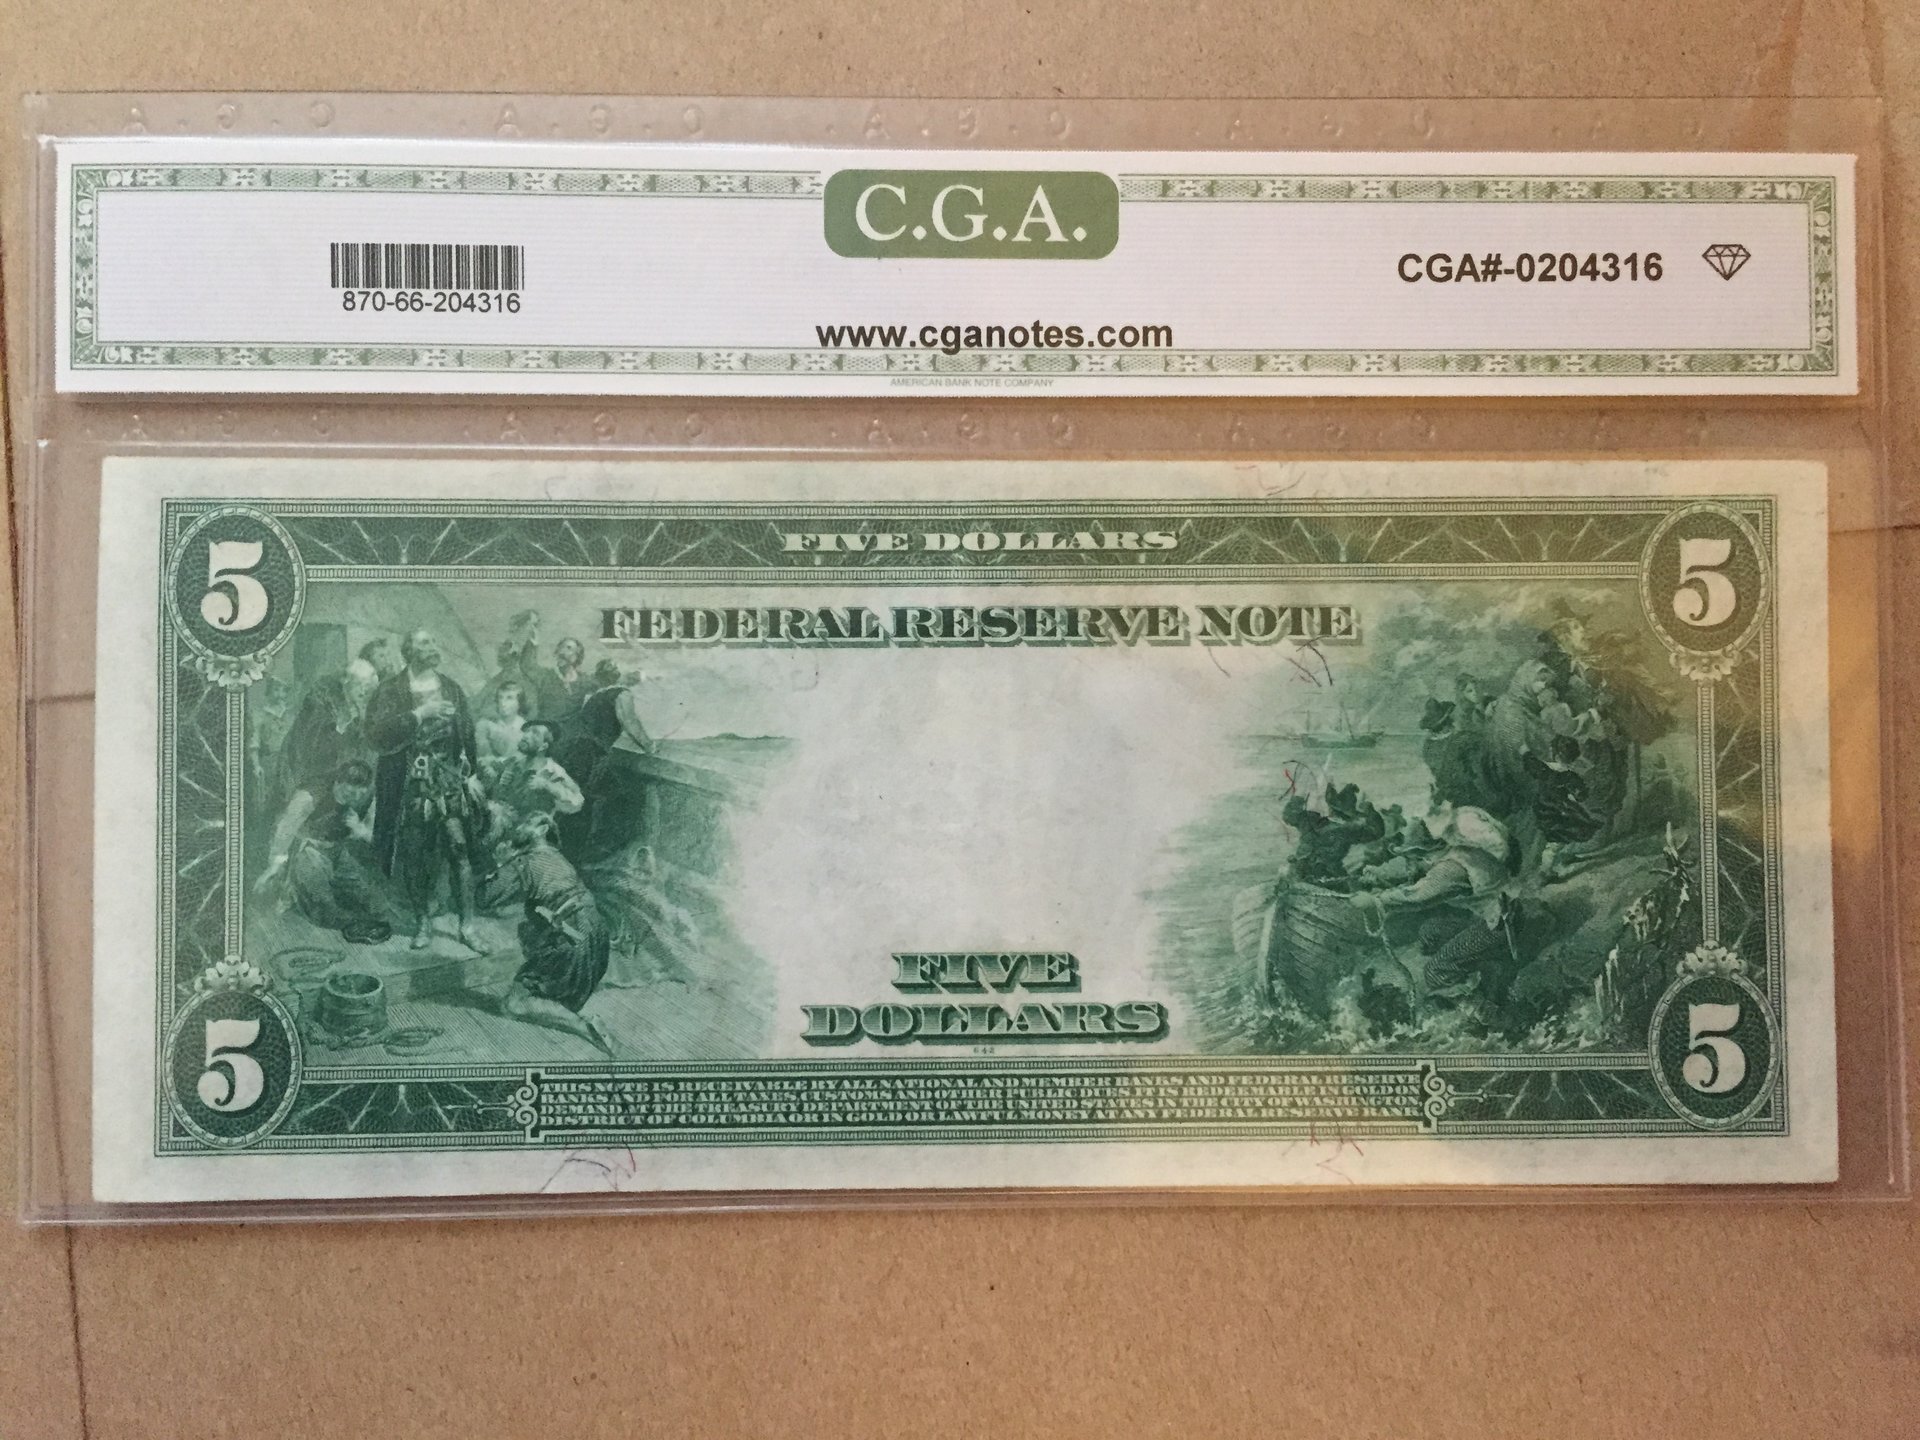 C.G.A.
870-66-204316
CGA#-0204316
www.cganotes.com
AMERICAN BANK NOTE COMPANY
5 FIVE DOLLARS 5
FEDERAL RESERVE NOTE
FIVE
DOLLARS
642
5 5
THIS NOTE IS RECEIVABLE BY ALL NATIONAL AND MEMBER BANKS AND FEDERAL RESERVE
BANKS AND FOR ALL TAXES, CUSTOMS AND OTHER PUBLIC DUES. IT IS REDEEMABLE IN GOLD ON
DEMAND AT THE TREASURY DEPARTMENT OF THE UNITED STATES IN THE CITY OF WASHINGTON
DISTRICT OF COLUMBIA OR IN GOLD OR LAWFUL MONEY AT ANY FEDERAL RESERVE BANK.